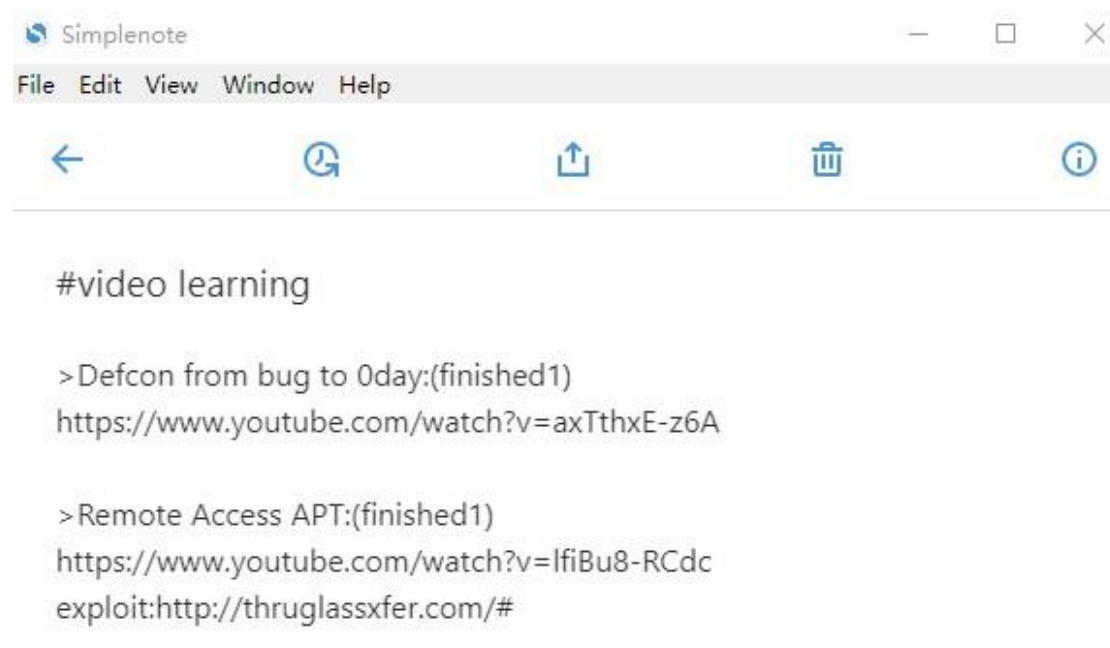 Simplenote
File Edit View Window Help
#video learning
>Defcon from bug to 0day:(finished1)
https://www.youtube.com/watch?v=axTthxE-z6A
>Remote Access APT:(finished1)
https://www.youtube.com/watch?v=lfiBu8-RCdc
exploit:http://thruglassxfer.com/#